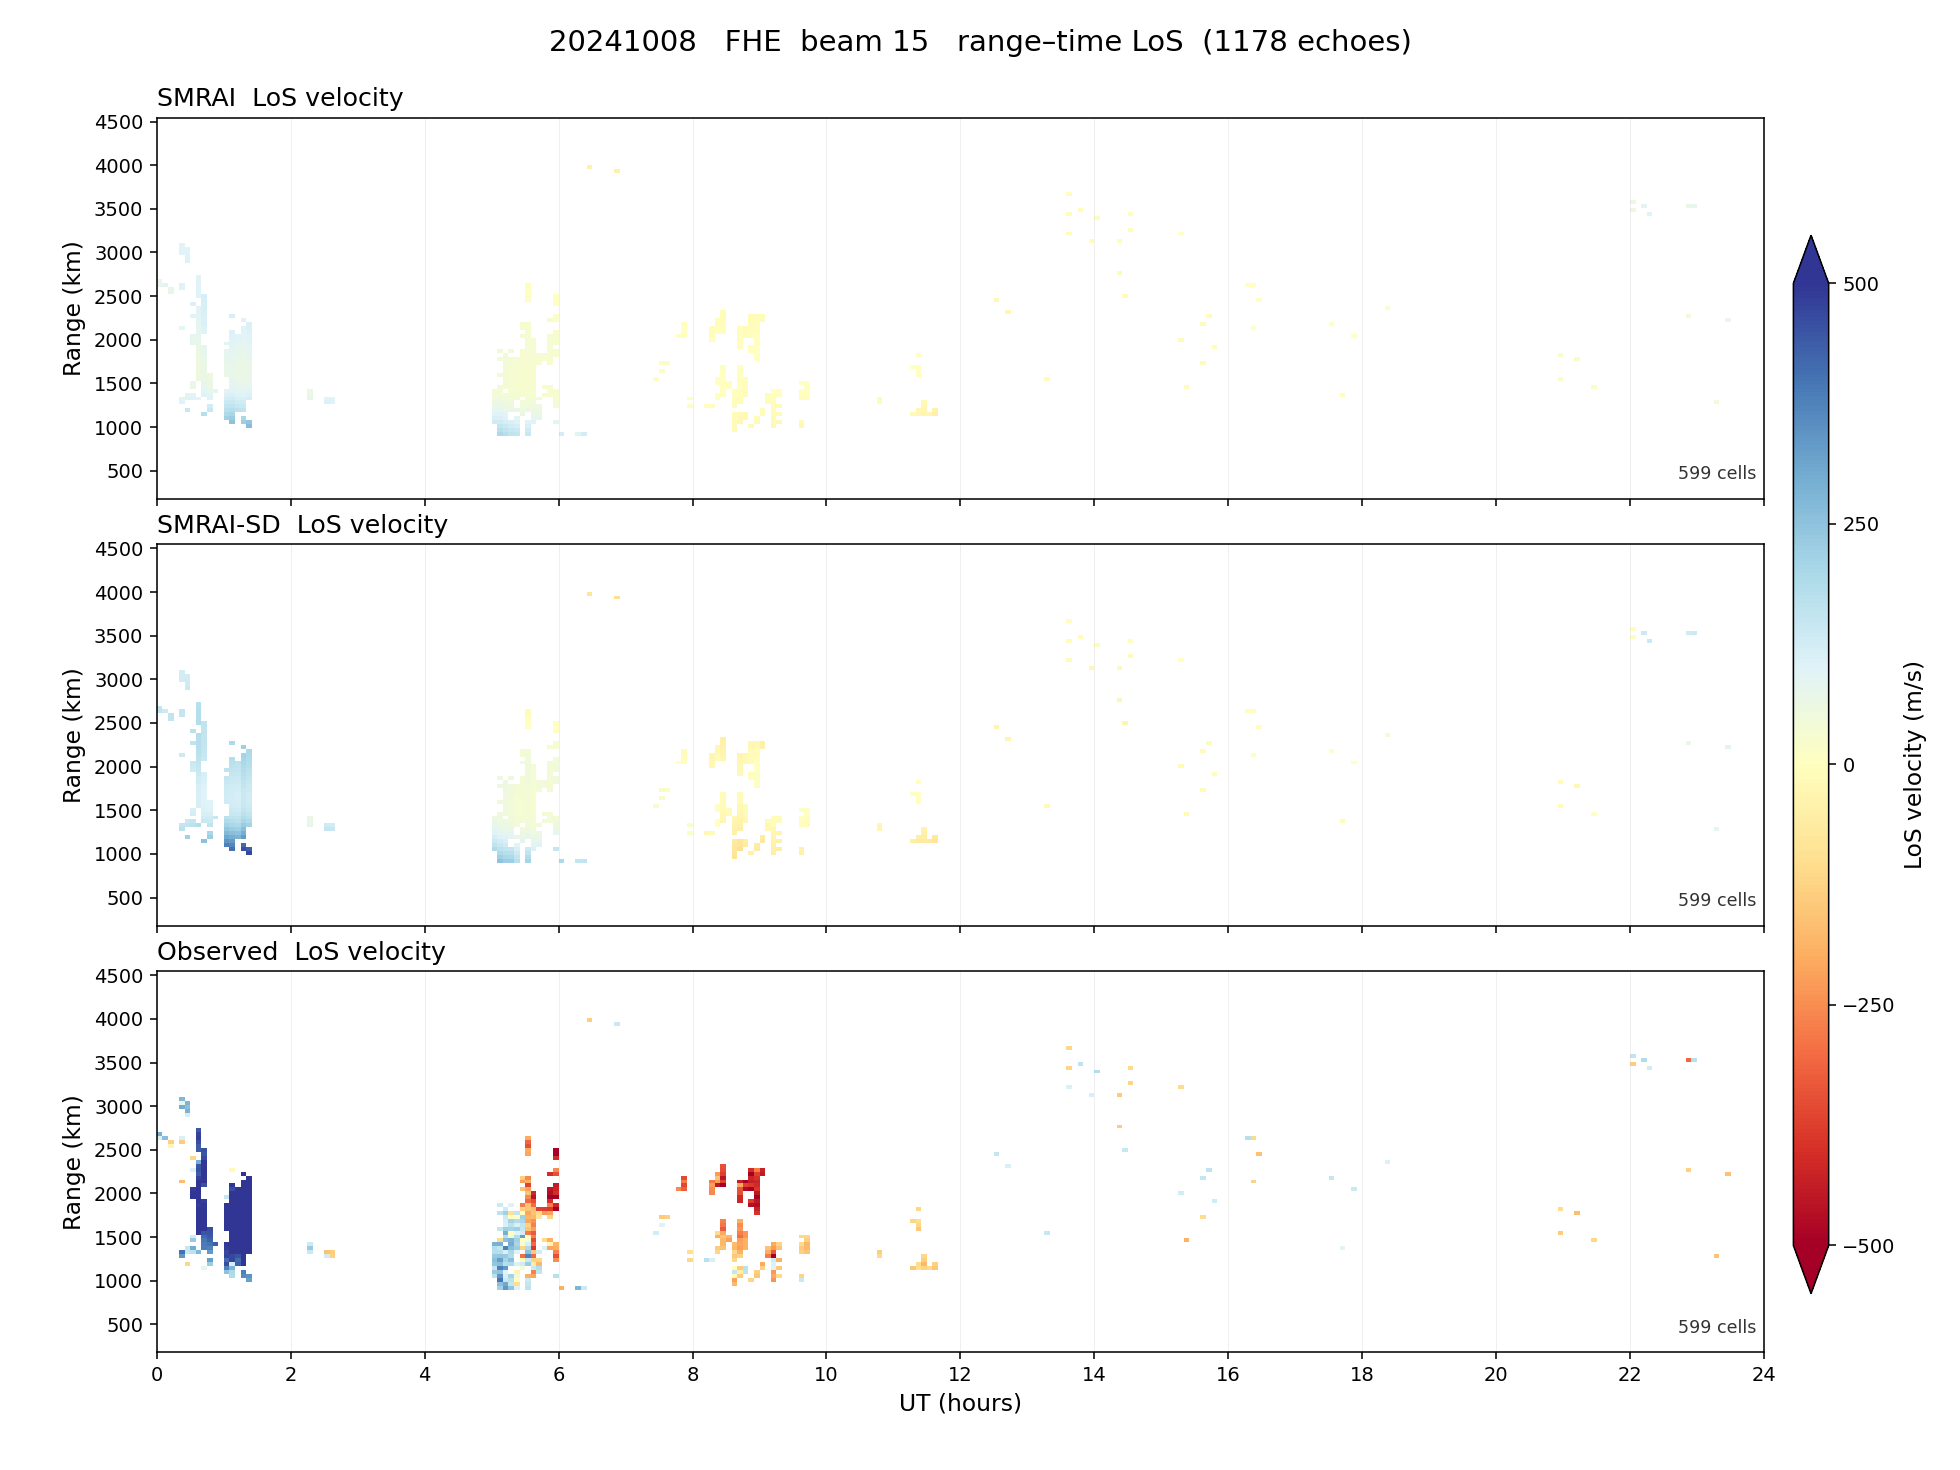 20241008   FHE  beam 15   range–time LoS  (1178 echoes)
SMRAI  LoS velocity
4500
4000
3500
3000
2500
2000
1500
1000
500
Range (km)
599 cells
SMRAI-SD  LoS velocity
4500
4000
3500
3000
2500
2000
1500
1000
500
Range (km)
599 cells
Observed  LoS velocity
4500
4000
3500
3000
2500
2000
1500
1000
500
Range (km)
599 cells
0 2 4 6 8 10 12 14 16 18 20 22 24
UT (hours)
500
250
0
−250
−500
LoS velocity (m/s)